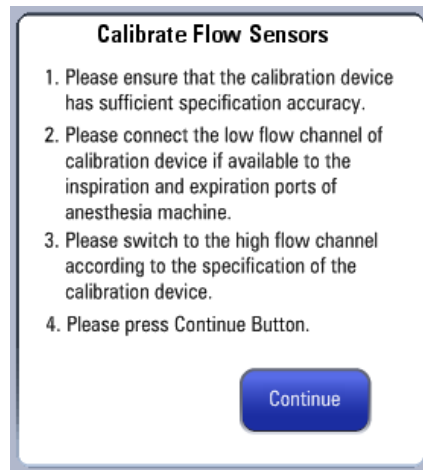 Calibrate Flow Sensors
1. Please ensure that the calibration device
has sufficient specification accuracy.
2. Please connect the low flow channel of
calibration device if available to the
inspiration and expiration ports of
anesthesia machine.
3. Please switch to the high flow channel
according to the specification of the
calibration device.
4. Please press Continue Button.
Continue